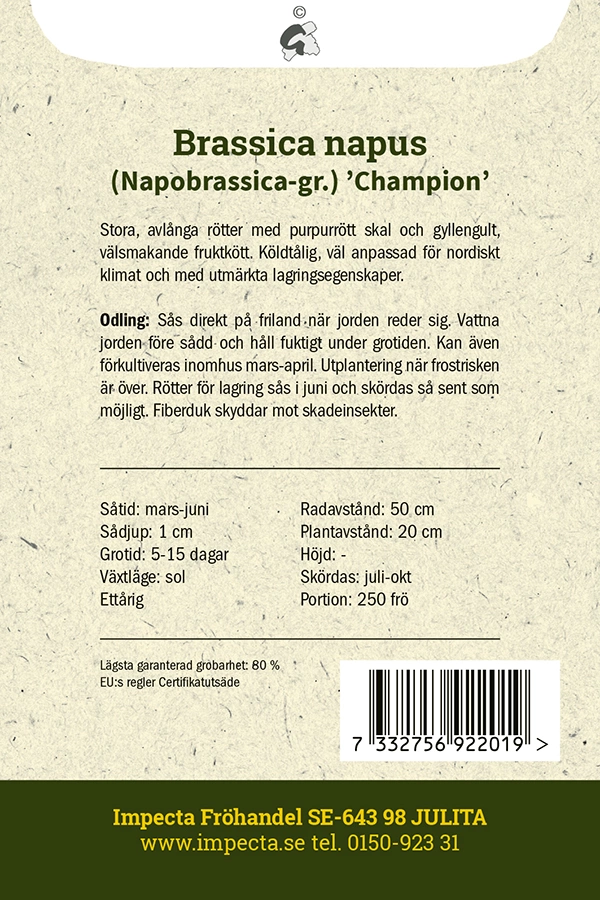 ©
Brassica napus
(Napobrassica-gr.) ’Champion’
Stora, avlånga rötter med purpurrött skal och gyllengult,
välsmakande fruktkött. Köldtålig, väl anpassad för nordiskt
klimat och med utmärkta lagringsegenskaper.
Odling: Sås direkt på friland när jorden reder sig. Vattna
jorden före sådd och håll fuktigt under grotiden. Kan även
förkultiveras inomhus mars-april. Utplantering när frostrisken
är över. Rötter för lagring sås i juni och skördas så sent som
möjligt. Fiberduk skyddar mot skadeinsekter.
Såtid: mars-juni
Sådjup: 1 cm
Grotid: 5-15 dagar
Växtläge: sol
Ettårig
Radavstånd: 50 cm
Plantavstånd: 20 cm
Höjd: -
Skördas: juli-okt
Portion: 250 frö
Lägsta garanterad grobarhet: 80 %
EU:s regler Certifikatutsäde
7 332756 922019 >
Impecta Fröhandel SE-643 98 JULITA
www.impecta.se tel. 0150-923 31